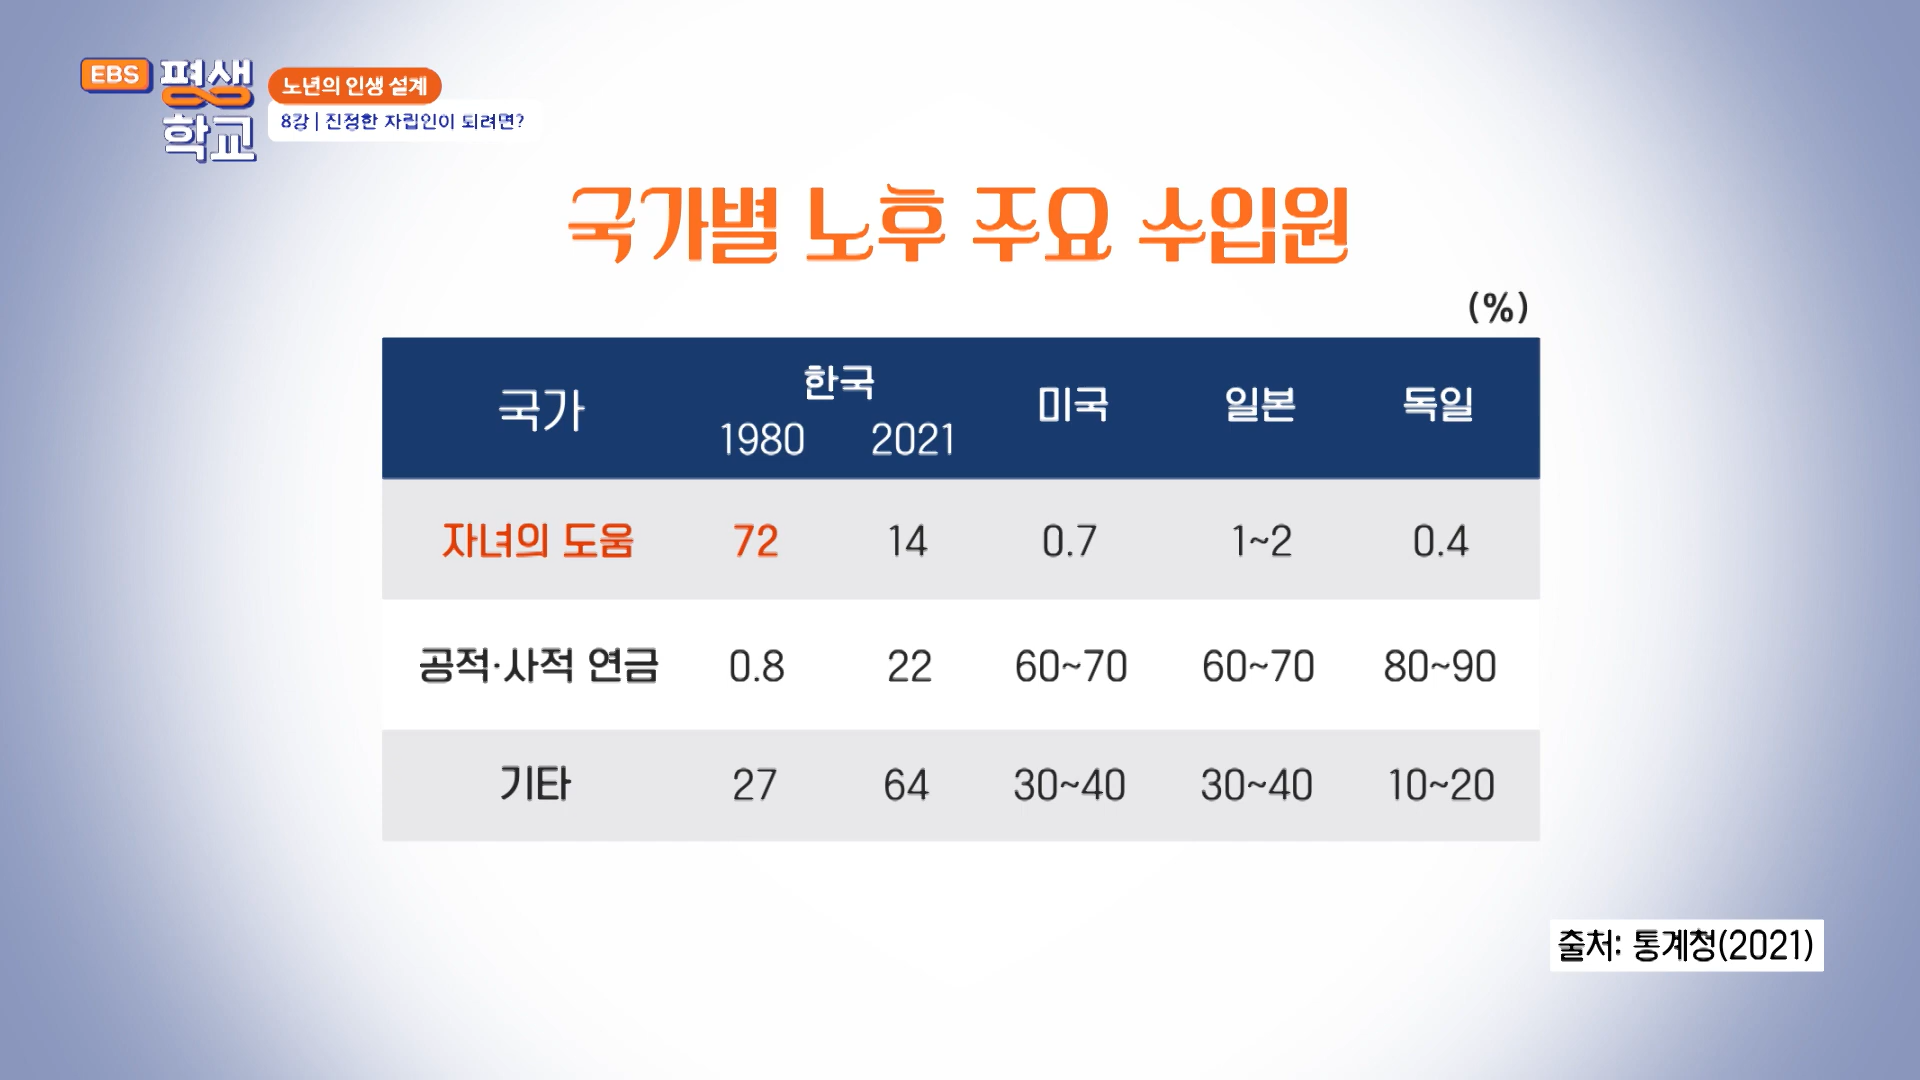 EBS 평생학교
노년의 인생 설계
8강 | 진정한 자립인이 되려면?
국가별 노후 주요 수입원
(%)
국가 한국 미국 일본 독일
1980 2021
자녀의 도움 72 14 0.7 1~2 0.4
공적·사적 연금 0.8 22 60~70 60~70 80~90
기타 27 64 30~40 30~40 10~20
출처: 통계청(2021)